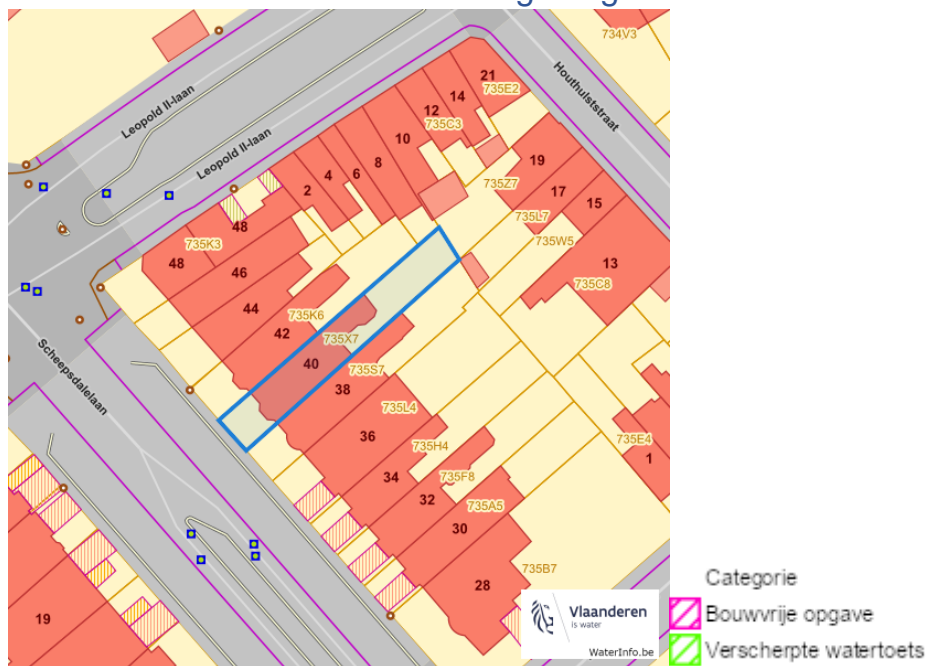 734V3
Leopold II-laan
Houthulststraat
21
735E2
14
12
735C3
10
8
6
4
2
Leopold II-laan
19
735Z7
17
15
735L7
735W5
13
735C8
48
735K3
48
46
44
735K6
42
735X7
40
735S7
38
Scheepsdalelaan
735L4
36
735H4
34
735F8
32
735A5
30
735E4
1
735B7
28
19
Vlaanderen
is water
WaterInfo.be
Categorie
Bouwvrije opgave
Verscherpte watertoets